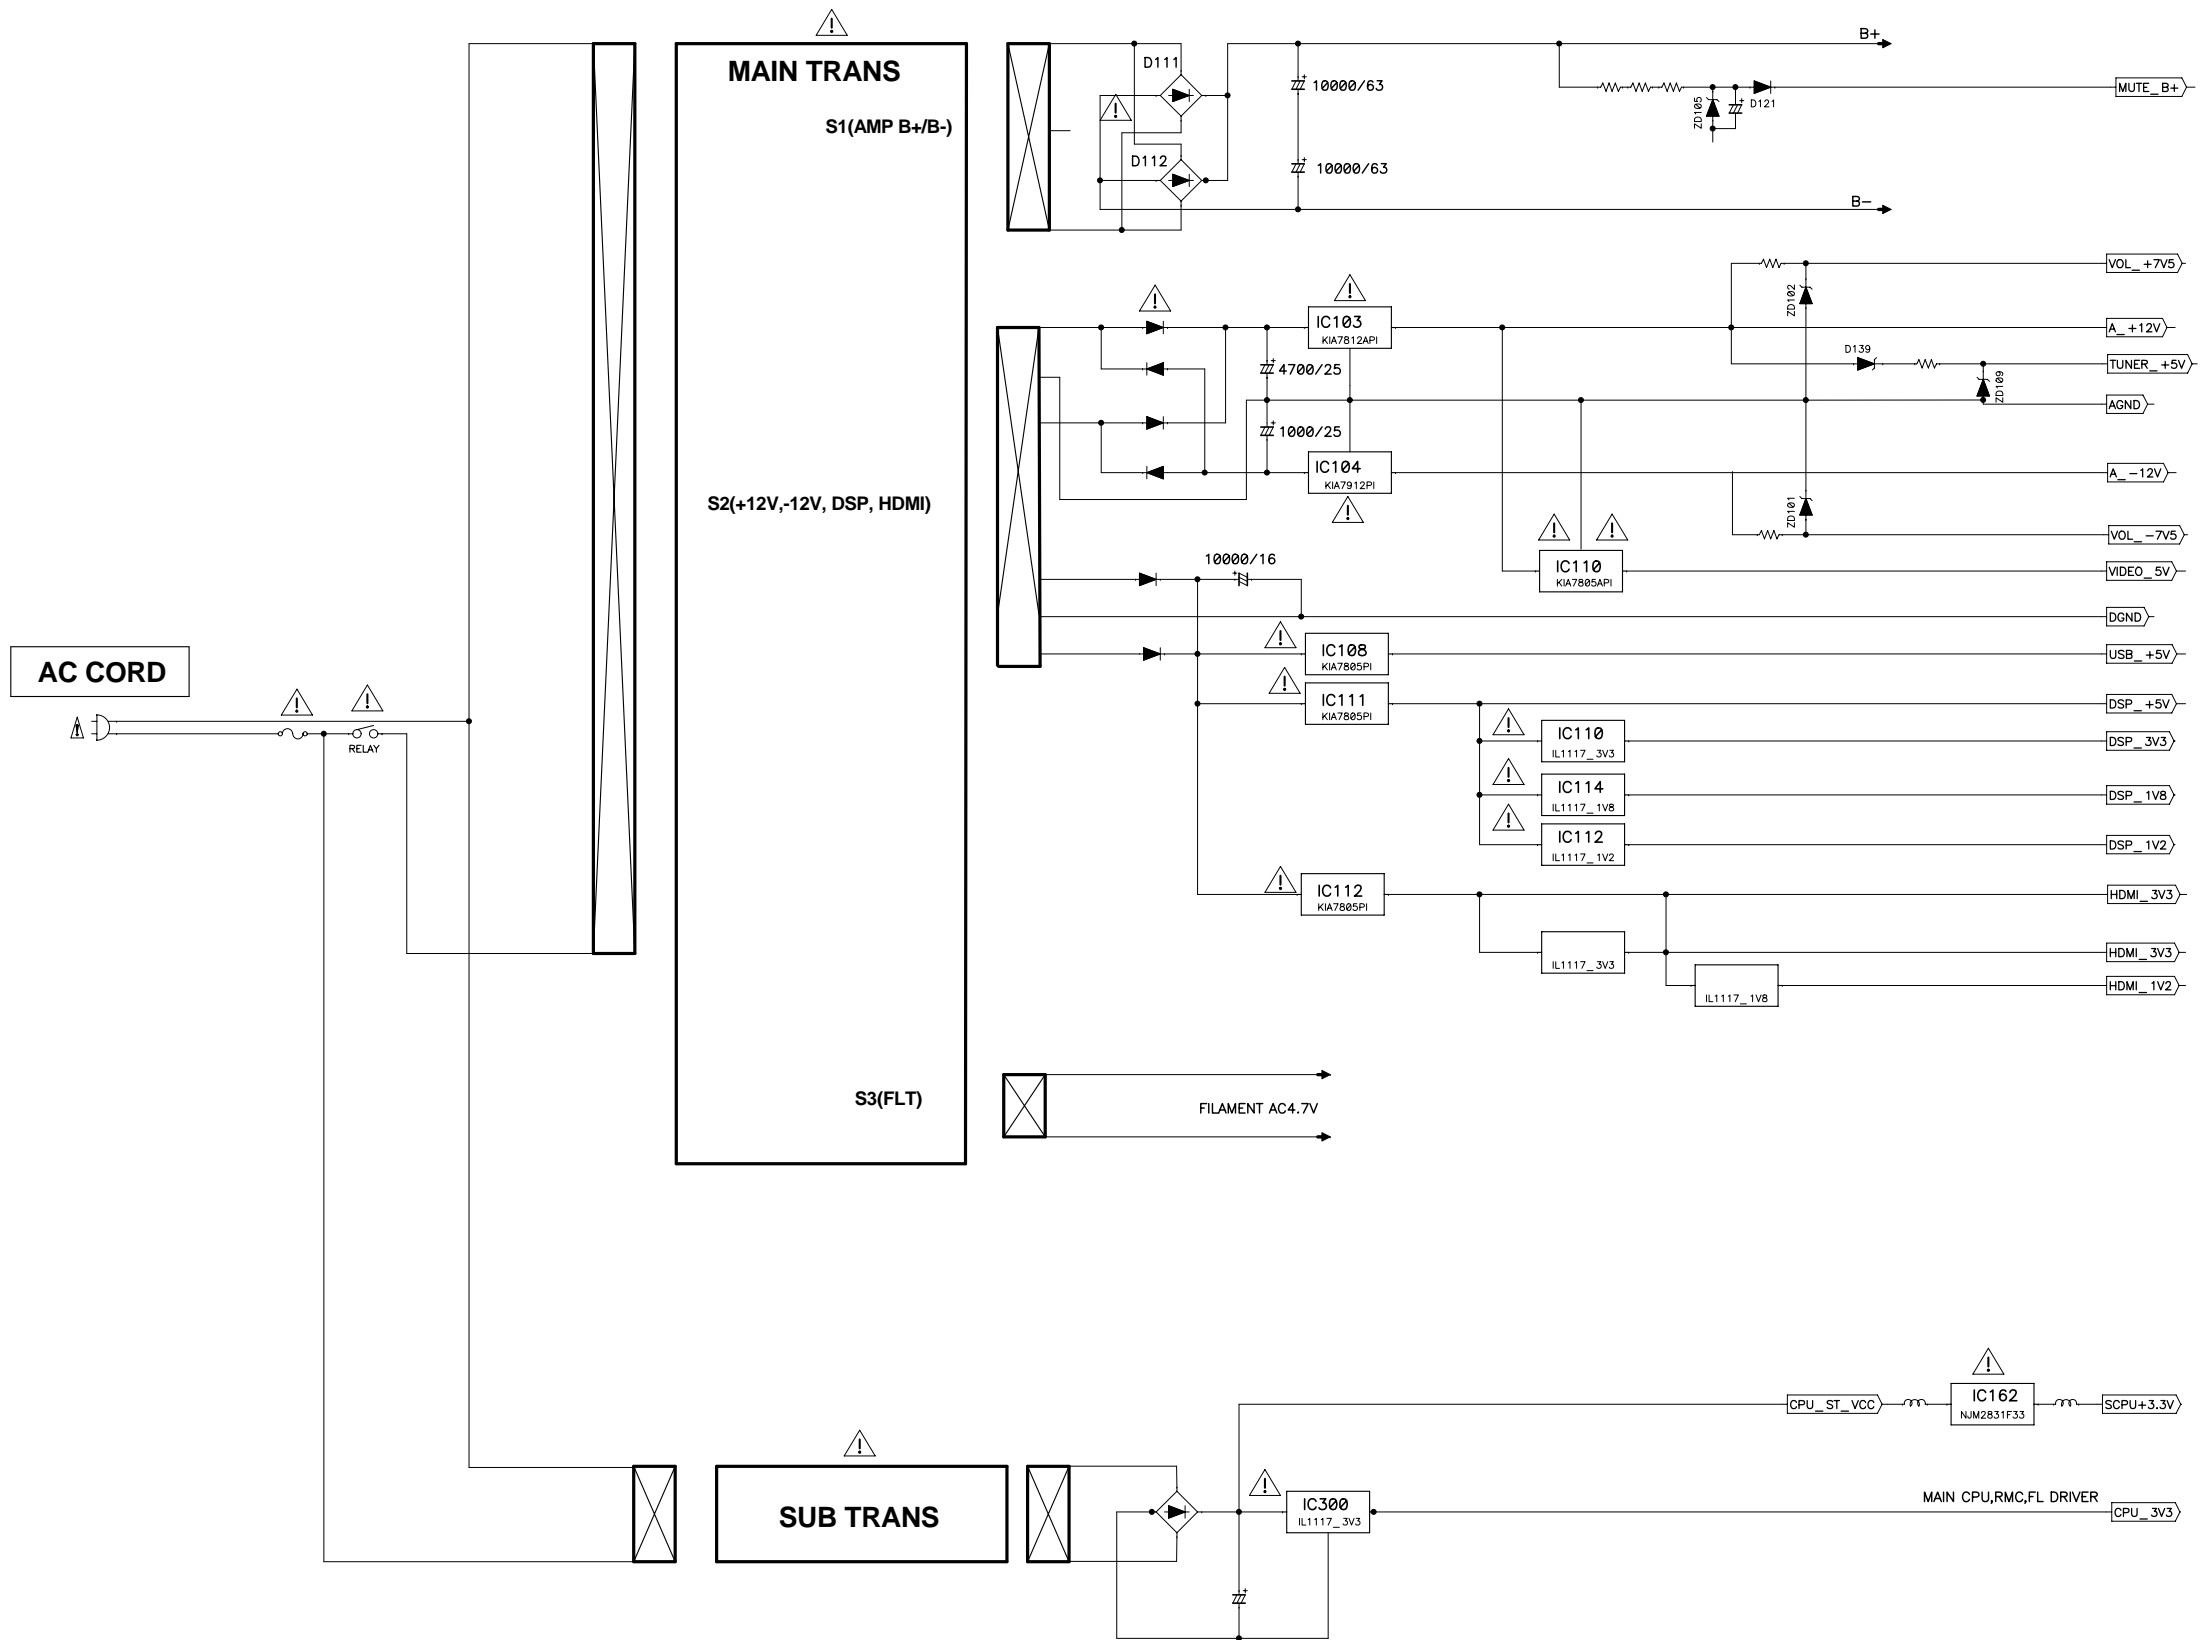 MAIN TRANS
S1(AMP B+/B-)
S2(+12V,-12V, DSP, HDMI)
S3(FLT)
AC CORD
RELAY
SUB TRANS
D111
D112
10000/63
10000/63
B+
B-
ZD105
D121
MUTE_B+
IC103
KIA7812API
4700/25
1000/25
IC104
KIA7912PI
ZD102
VOL_+7V5
A_+12V
D139
TUNER_+5V
ZD109
AGND
A_-12V
ZD101
VOL_-7V5
IC110
KIA7805API
VIDEO_5V
10000/16
DGND
IC108
KIA7805PI
USB_+5V
IC111
KIA7805PI
DSP_+5V
IC110
IL1117_3V3
DSP_3V3
IC114
IL1117_1V8
DSP_1V8
IC112
IL1117_1V2
DSP_1V2
IC112
KIA7805PI
HDMI_3V3
IL1117_3V3
HDMI_3V3
IL1117_1V8
HDMI_1V2
FILAMENT AC4.7V
CPU_ST_VCC
IC162
NJM2831F33
SCPU+3.3V
IC300
IL1117_3V3
MAIN CPU,RMC,FL DRIVER
CPU_3V3